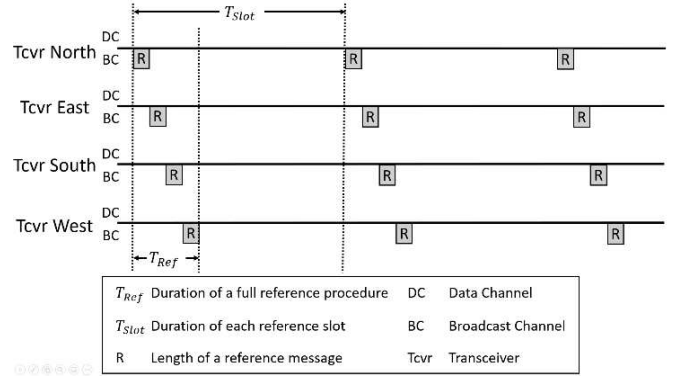 T_Slot
DC
Tcvr North
BC
R R R
DC
Tcvr East
BC
R R R
DC
Tcvr South
BC
R R R
DC
Tcvr West
BC
R R R
T_Ref
T_Ref Duration of a full reference procedure DC Data Channel
T_Slot Duration of each reference slot BC Broadcast Channel
R Length of a reference message Tcvr Transceiver